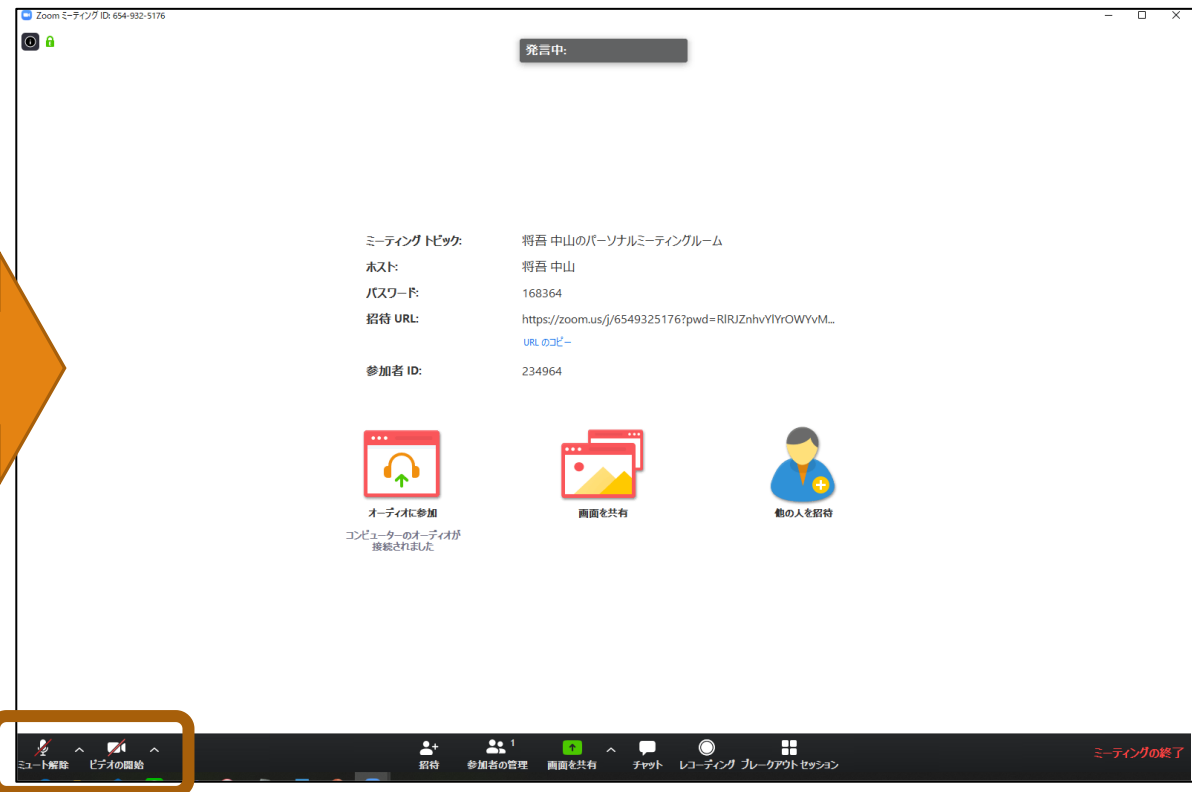 Zoom ミーティング ID: 654-932-5176
発言中:
ミーティング トピック: 将吾 中山のパーソナルミーティングルーム
ホスト: 将吾 中山
パスワード: 168364
招待 URL: https://zoom.us/j/6549325176?pwd=RlRJZnhvYlYrOWYvM...
URL のコピー
参加者 ID: 234964
オーディオに参加 画面を共有 他の人を招待
コンピューターのオーディオが
接続されました
ミュート解除 ビデオの開始 招待 参加者の管理 1 画面を共有 チャット レコーディング ブレークアウト セッション ミーティングの終了